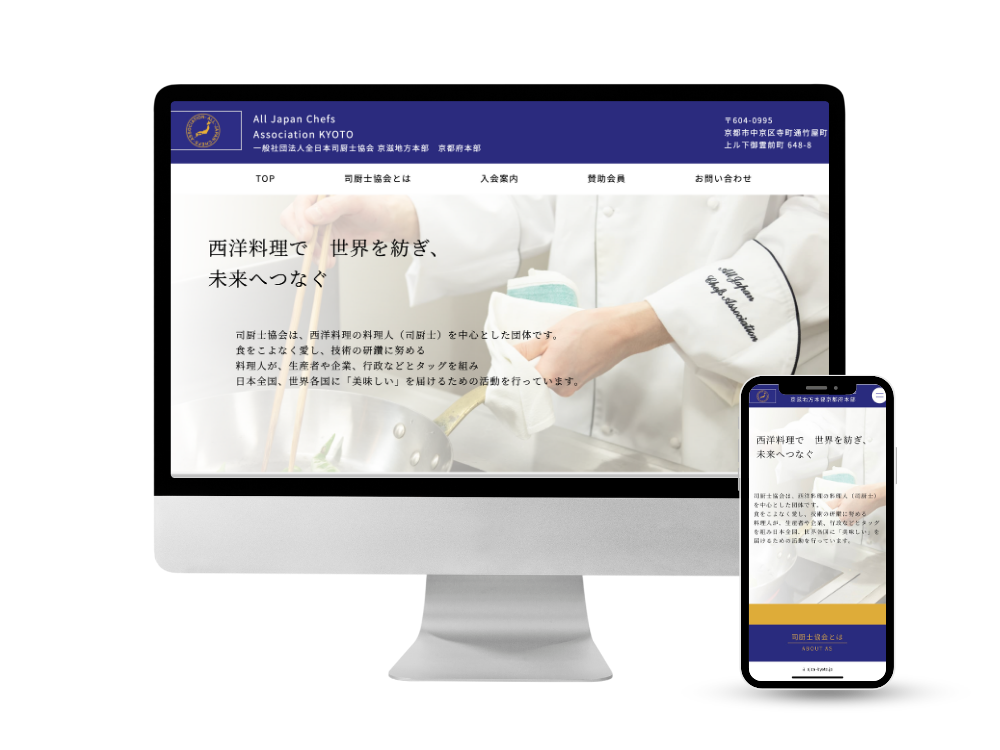 All Japan Chefs
Association KYOTO
一般社団法人全日本司厨士協会 京滋地方本部　京都府本部
〒604-0995
京都市中京区寺町通竹屋町
上ル下御霊前町 648-8
TOP
司厨士協会とは
入会案内
賛助会員
お問い合わせ
西洋料理で　世界を紡ぎ、
未来へつなぐ
All Japan
Chefs Association
司厨士協会は、西洋料理の料理人（司厨士）を中心とした団体です。
食をこよなく愛し、技術の研鑽に努める
料理人が、生産者や企業、行政などとタッグを組み
日本全国、世界各国に「美味しい」を届けるための活動を行っています。
京滋地方本部京都府本部
西洋料理で　世界を紡ぎ、
未来へつなぐ
司厨士協会は、西洋料理の料理人（司厨士）
を中心とした団体です。
食をこよなく愛し、技術の研鑽に努める
料理人が、生産者や企業、行政などとタッグ
を組み日本全国、世界各国に「美味しい」を
届けるための活動を行っています。
司厨士協会とは
ABOUT AS